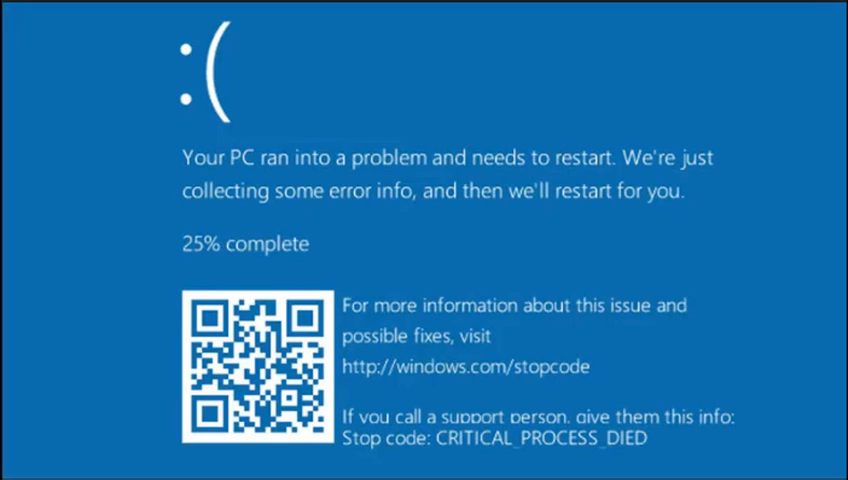 :(
Your PC ran into a problem and needs to restart. We're just
collecting some error info, and then we'll restart for you.
25% complete
For more information about this issue and
possible fixes, visit
http://windows.com/stopcode
If you call a support person, give them this info:
Stop code: CRITICAL_PROCESS_DIED